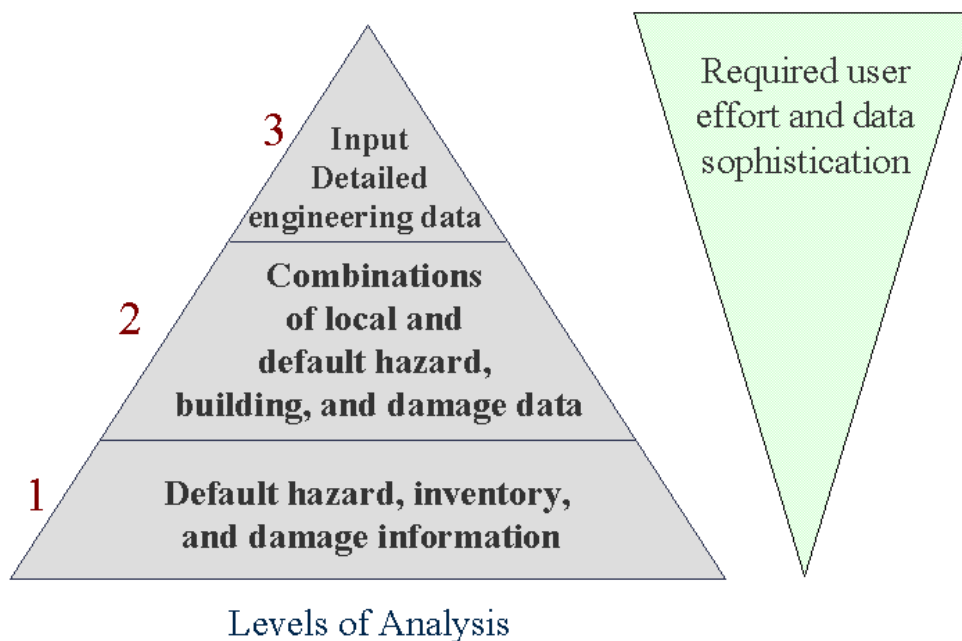 3
Input
Detailed
engineering data
2
Combinations
of local and
default hazard,
building, and damage data
1
Default hazard, inventory,
and damage information
Levels of Analysis
Required user
effort and data
sophistication